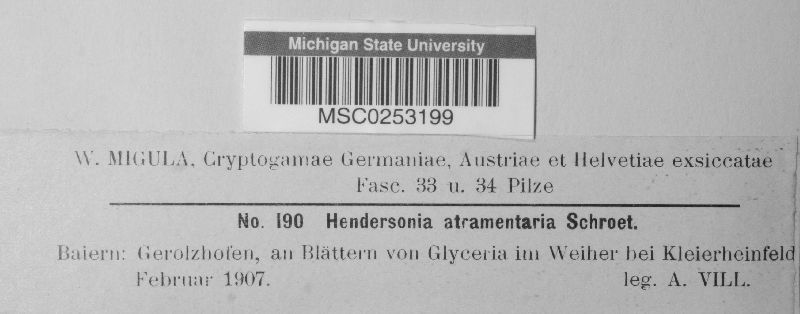 Michigan State University
MSC0253199
W. MIGULA, Cryptogamae Germaniae, Austriae et Helvetiae exsiccatae
Fasc. 33 u. 34 Pilze
No. 190 Hendersonia atramentaria Schroet.
Baiern: Gerolzhofen, an Blättern von Glyceria im Weiher bei Kleierheinfeld
Februar 1907. leg. A. VILL.